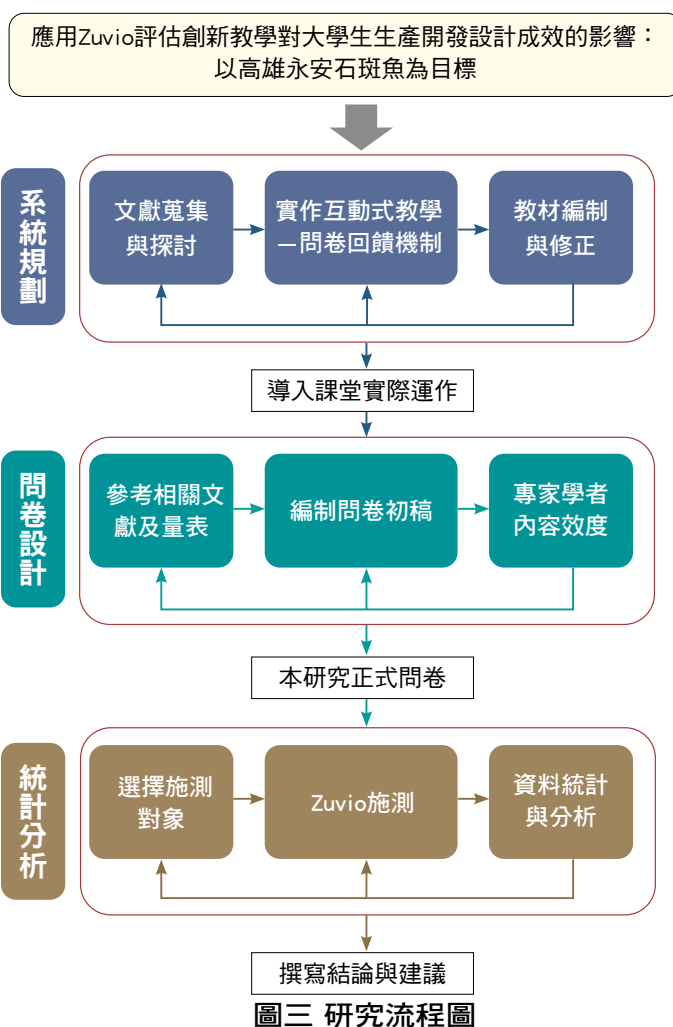 應用Zuvio評估創新教學對大學生生產開發設計成效的影響：
以高雄永安石斑魚為目標
系統規劃
文獻蒐集
與探討
實作互動式教學
—問卷回饋機制
教材編制
與修正
導入課堂實際運作
問卷設計
參考相關文
獻及量表
編制問卷初稿
專家學者
內容效度
本研究正式問卷
統計分析
選擇施測
對象
Zuvio施測
資料統計
與分析
撰寫結論與建議
圖三 研究流程圖